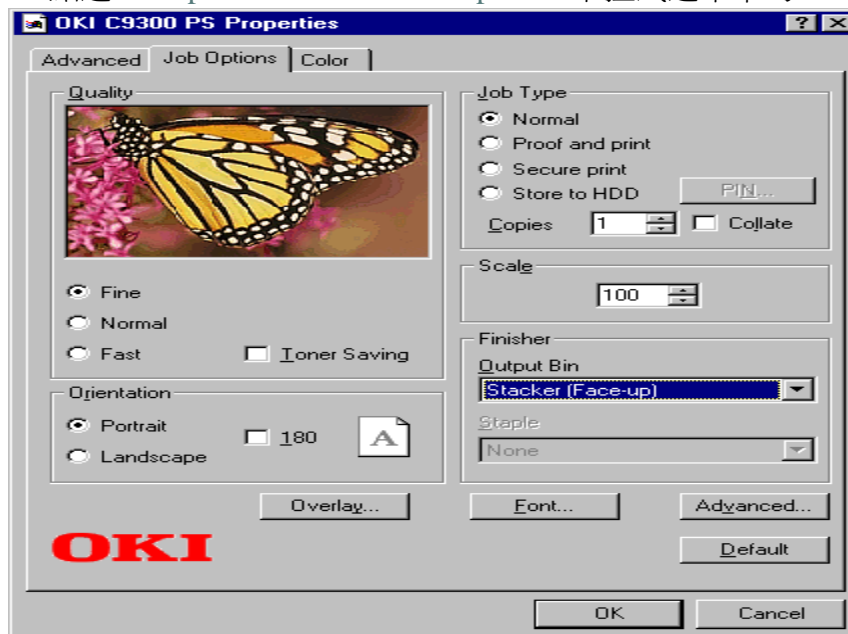 OKI C9300 PS Properties
Advanced
Job Options
Color
Quality
Fine
Normal
Fast
Toner Saving
Orientation
Portrait
Landscape
180
A
Job Type
Normal
Proof and print
Secure print
Store to HDD
PIN...
Copies
1
Collate
Scale
100
Finisher
Output Bin
Stacker (Face-up)
Staple
None
Overlay...
Font...
Advanced...
OKI
Default
OK
Cancel